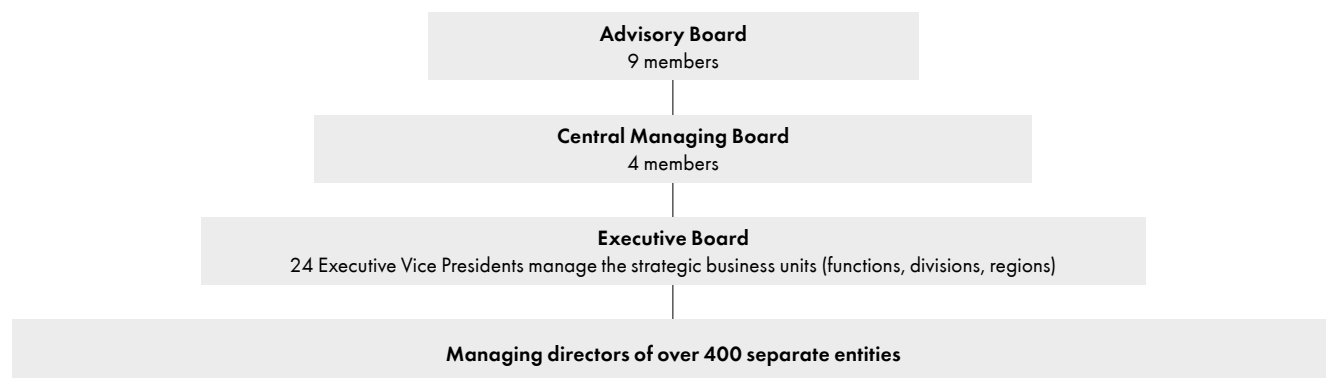 Advisory Board
9 members
Central Managing Board
4 members
Executive Board
24 Executive Vice Presidents manage the strategic business units (functions, divisions, regions)
Managing directors of over 400 separate entities